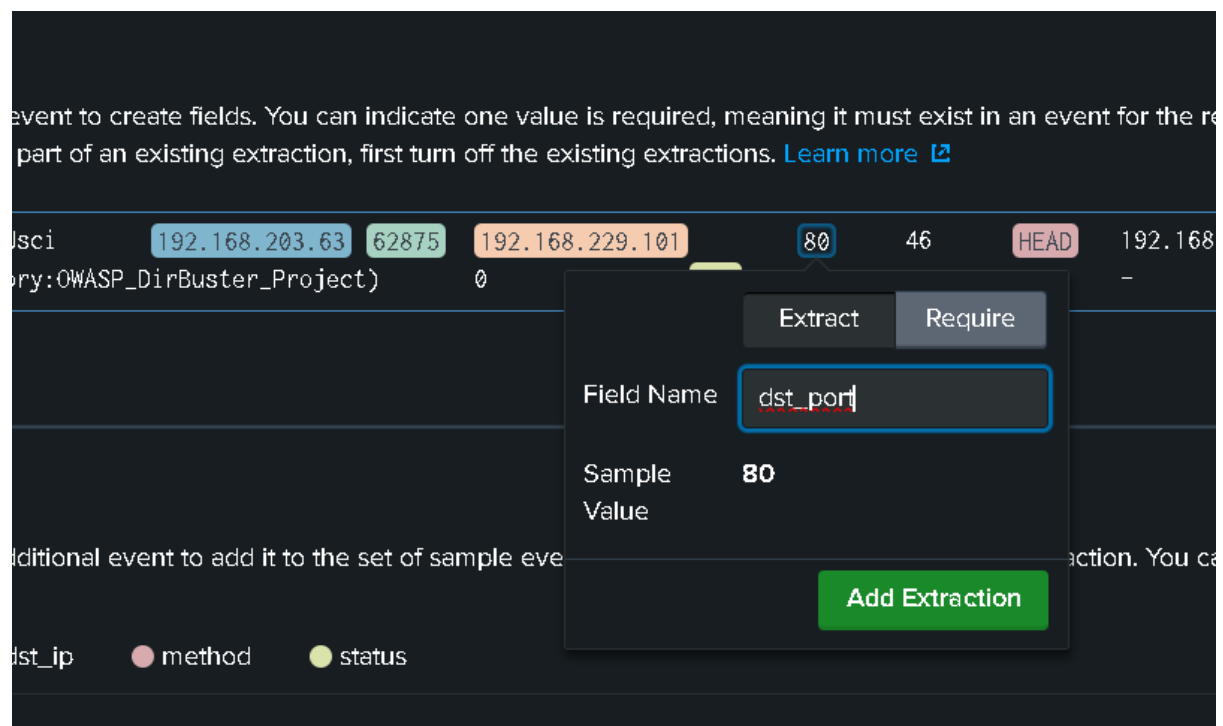 event to create fields. You can indicate one value is required, meaning it must exist in an event for the
part of an existing extraction, first turn off the existing extractions. Learn more
192.168.203.63 62875 192.168.229.101 80 46 HEAD 192.168
ory:OWASP_DirBuster_Project) 0 –
Extract Require
Field Name dst_port
Sample Value 80
dditional event to add it to the set of sample eve action. You
Add Extraction
dst_ip method status